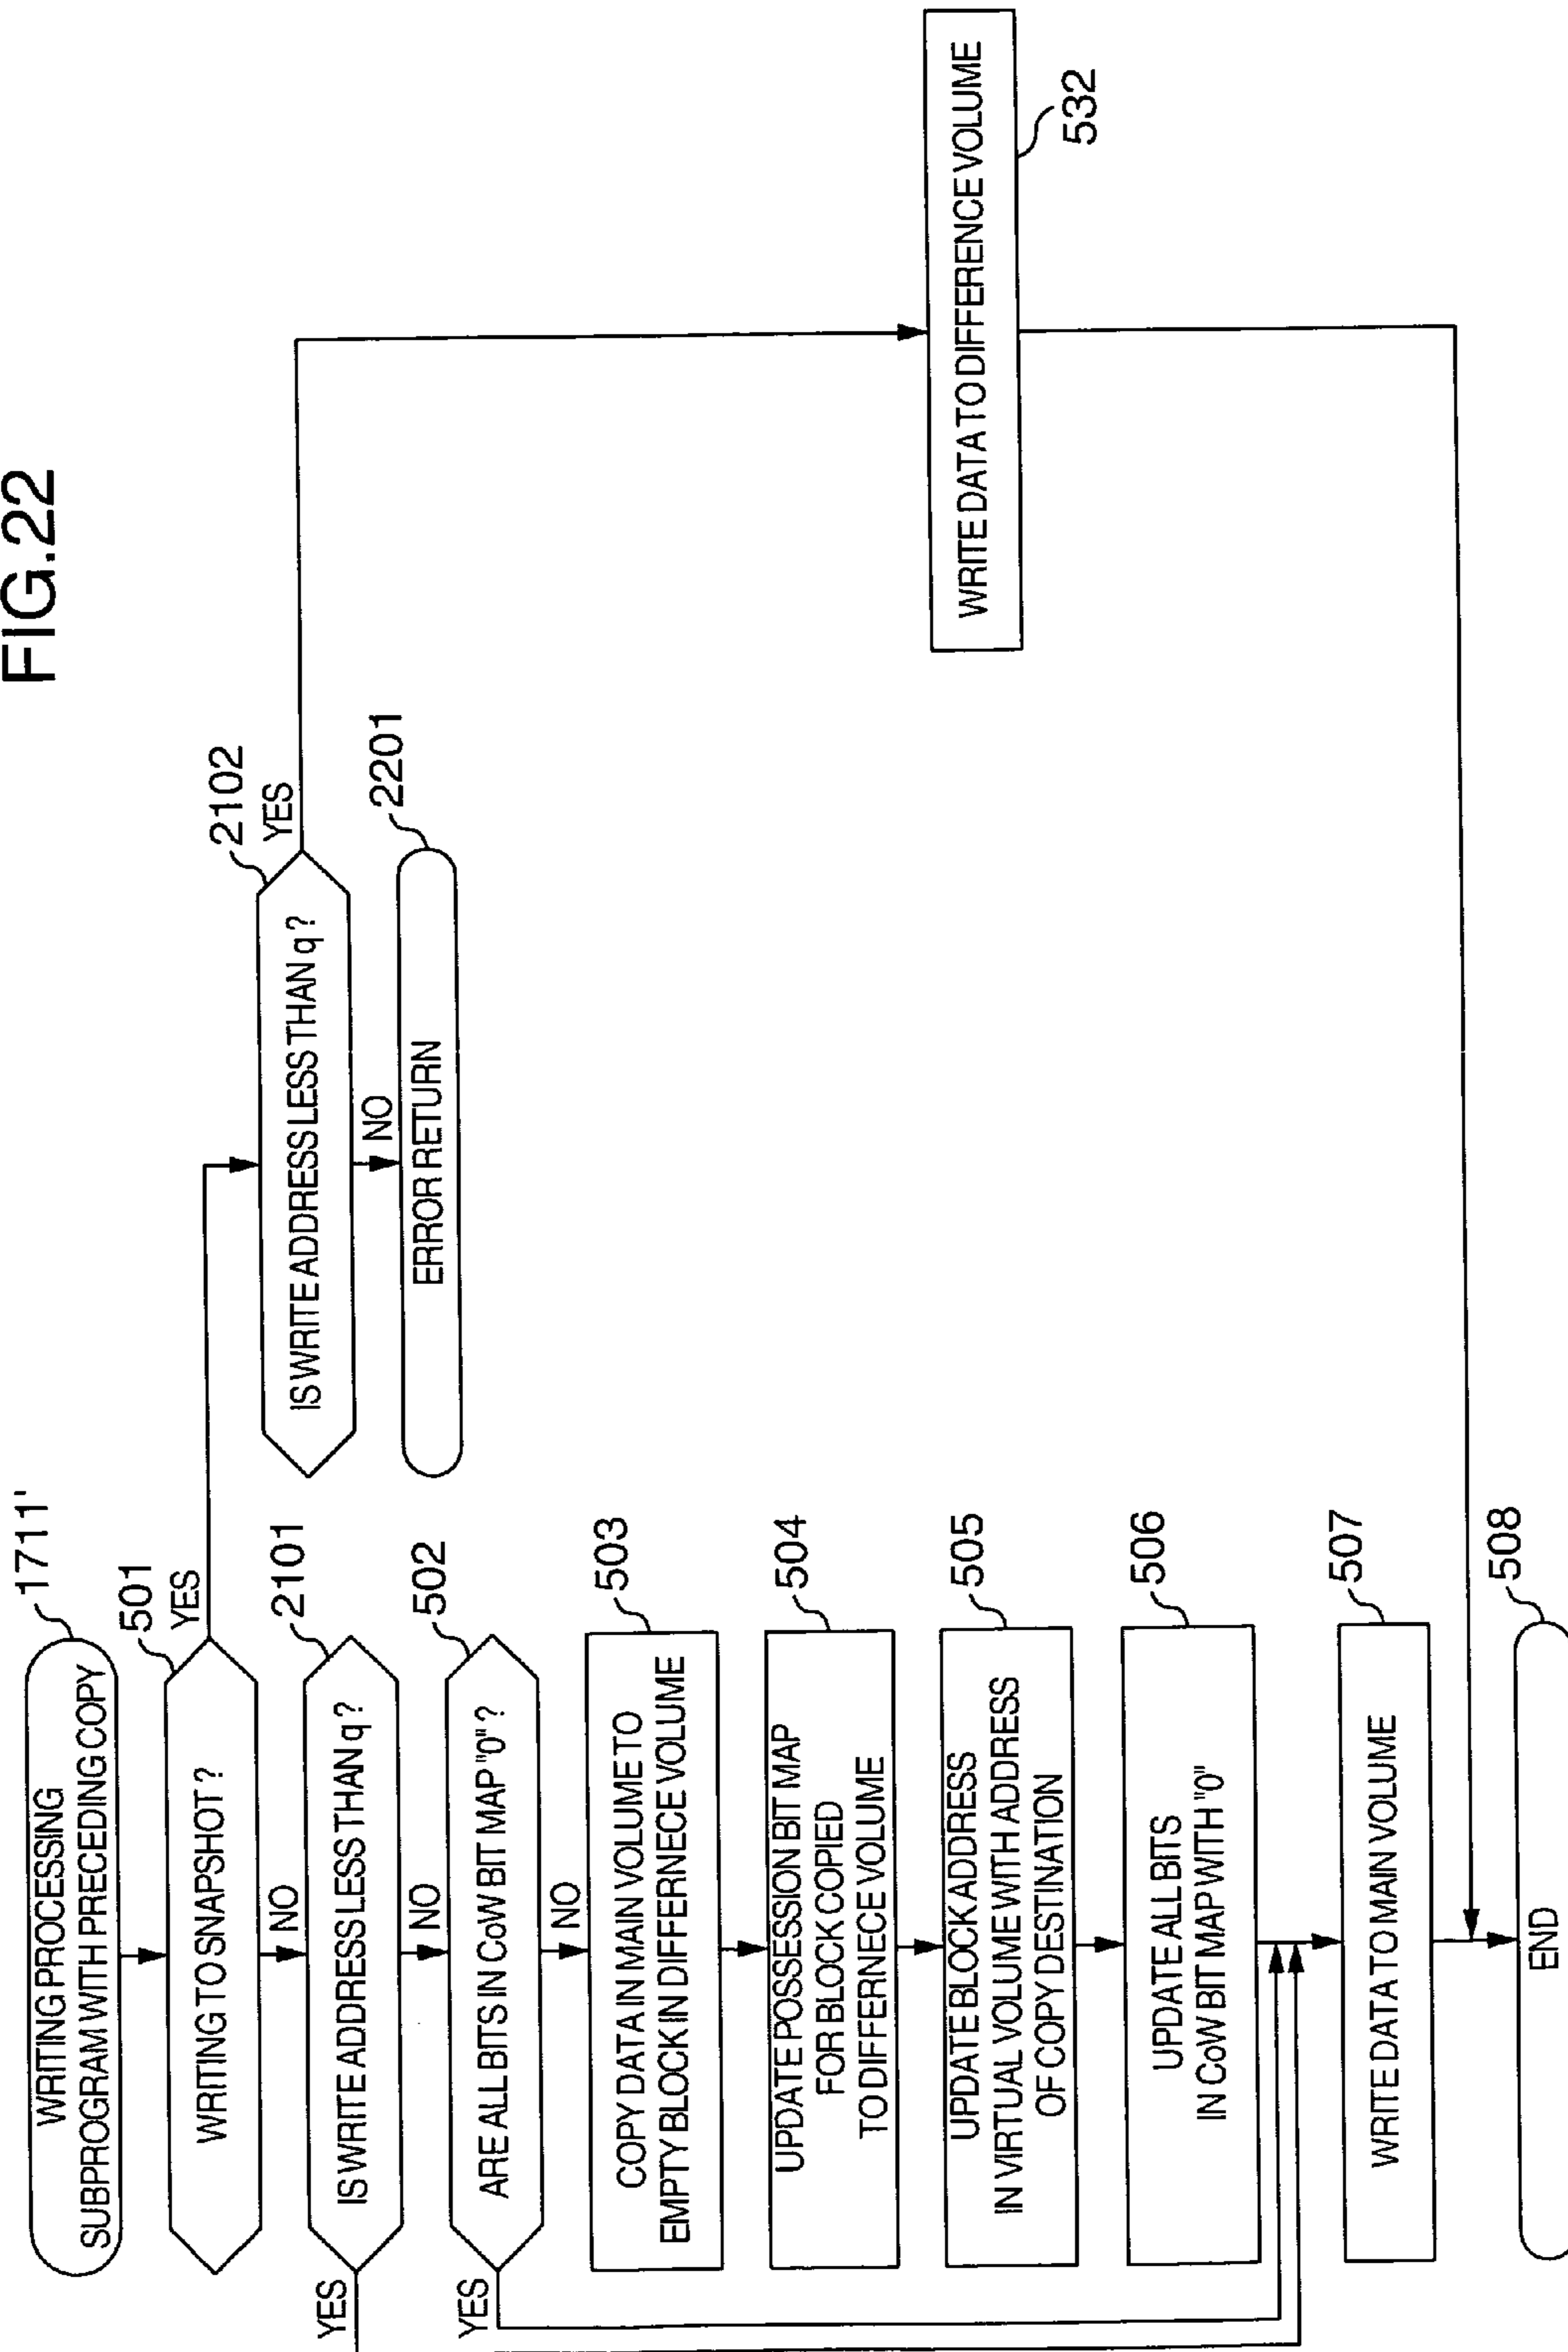 FIG.22
WRITING PROCESSING
SUBPROGRAM WITH PRECEDING COPY
1711'
501
WRITING TO SNAPSHOT?
YES
NO
2101
IS WRITE ADDRESS LESS THAN q?
YES
NO
502
ARE ALL BITS IN CoW BIT MAP "0"?
YES
NO
503
COPY DATA IN MAIN VOLUME TO
EMPTY BLOCK IN DIFFERNECE VOLUME
504
UPDATE POSSESSION BIT MAP
FOR BLOCK COPIED
TO DIFFERNECE VOLUME
505
UPDATE BLOCK ADDRESS
IN VIRTUAL VOLUME WITH ADDRESS
OF COPY DESTINATION
506
UPDATE ALL BITS
IN CoW BIT MAP WITH "0"
507
WRITE DATA TO MAIN VOLUME
508
END
2102
IS WRITE ADDRESS LESS THAN q?
YES
NO
2201
ERROR RETURN
WRITE DATA TO DIFFERENCE VOLUME
532